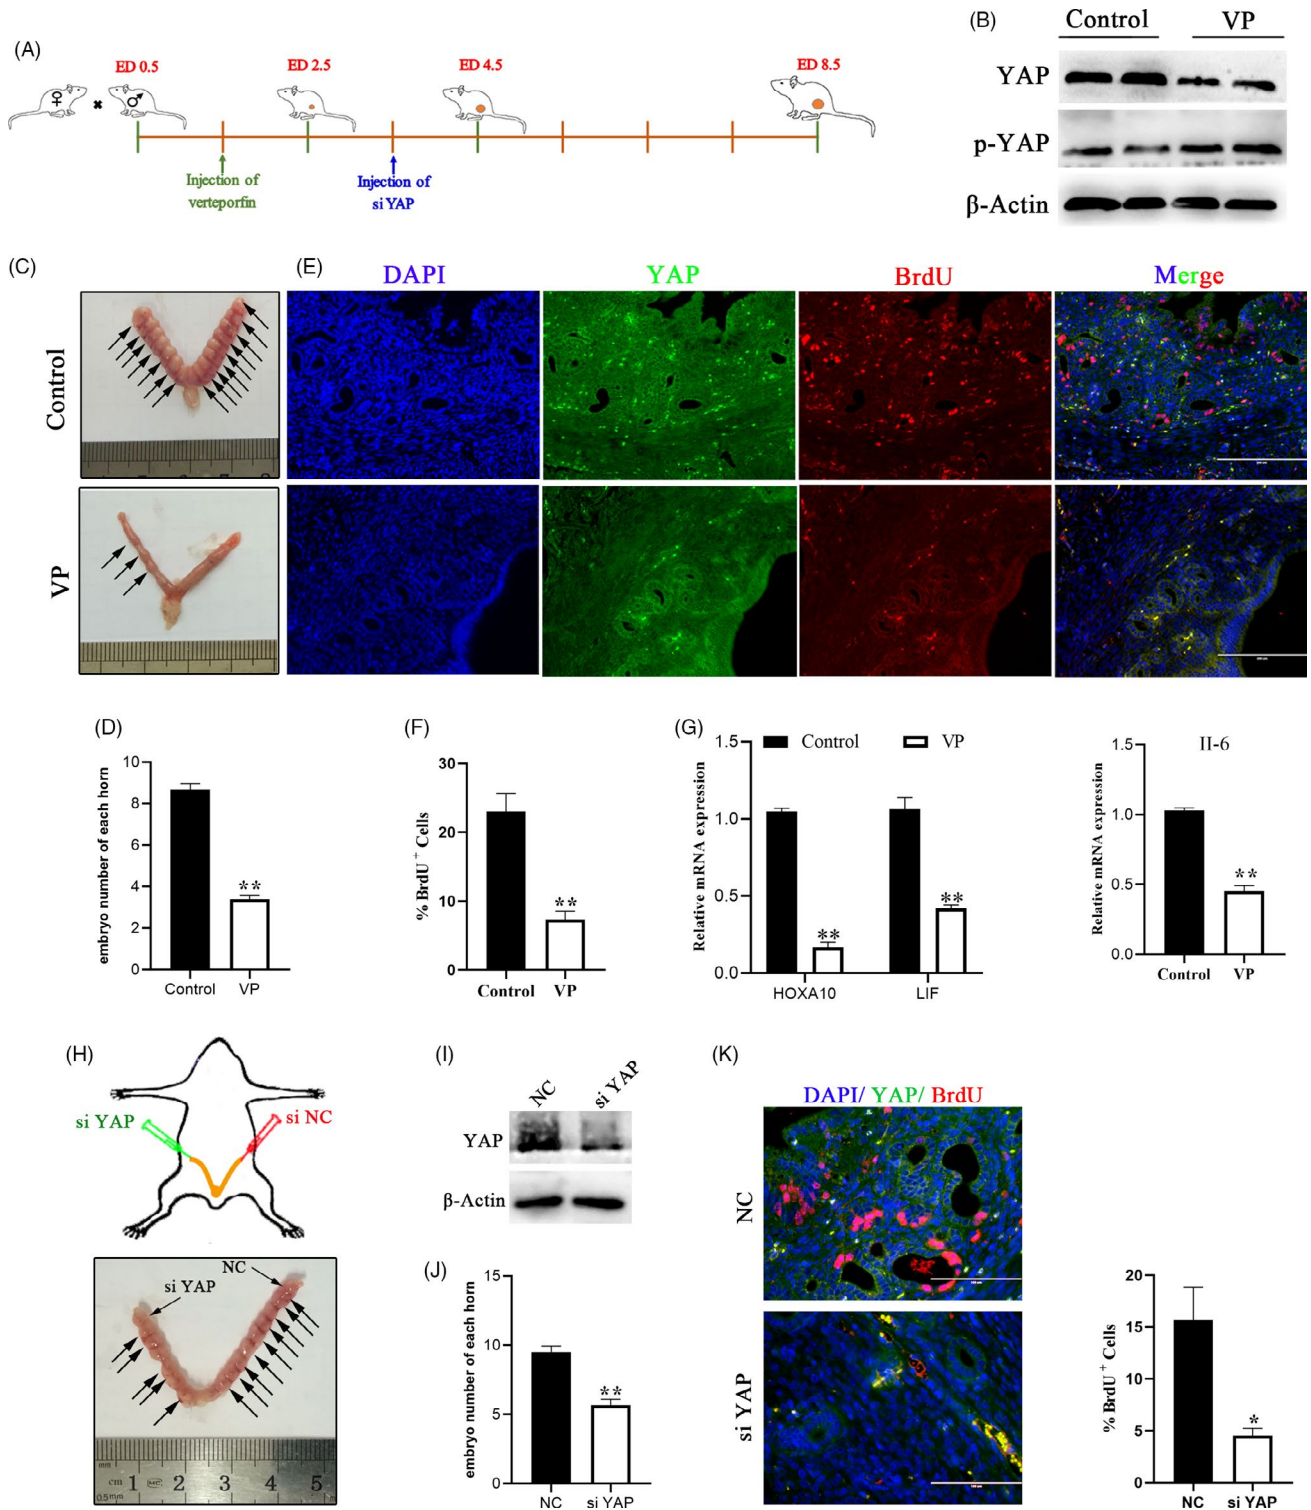 (A)
ED 0.5
ED 2.5
ED 4.5
ED 8.5
Injection of
verteporfin
Injection of
si YAP
(B)
Control
VP
YAP
p-YAP
β-Actin
(C)
Control
VP
(E)
DAPI
YAP
BrdU
Merge
(D)
embryo number of each horn
10
8
6
4
2
0
**
Control
VP
(F)
% BrdU + Cells
30
20
10
0
**
Control
VP
(G)
Control
VP
Relative mRNA expression
1.5
1.0
0.5
0.0
**
**
HOXA10
LIF
II-6
Relative mRNA expression
1.5
1.0
0.5
0.0
**
Control
VP
(H)
si YAP
si NC
NC
si YAP
mm
cm 1 MC 2 3 4 5
0.5mm
(I)
NC
si YAP
YAP
β-Actin
(J)
embryo number of each horn
15
10
5
0
**
NC
si YAP
(K)
DAPI/ YAP/ BrdU
NC
si YAP
% BrdU + Cells
20
15
10
5
0
*
NC
si YAP